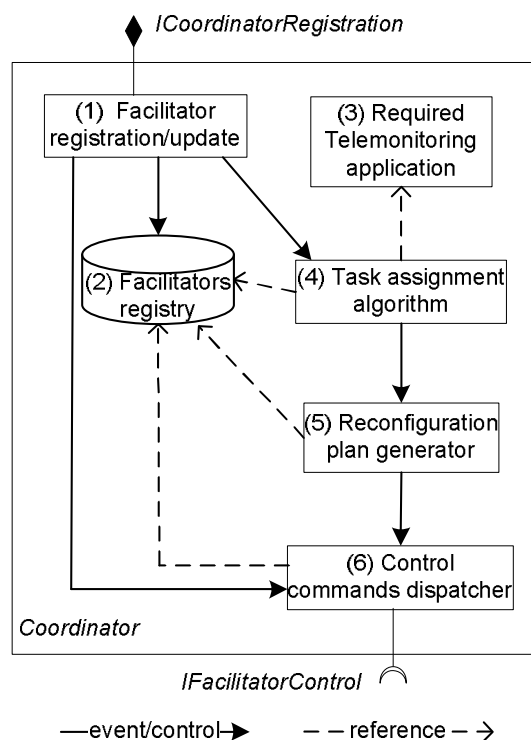 ICoordinatorRegistration
(1) Facilitator
registration/update
(3) Required
Telemonitoring
application
(2) Facilitators
registry
(4) Task assignment
algorithm
(5) Reconfiguration
plan generator
(6) Control
commands dispatcher
Coordinator
IFacilitatorControl
event/control
reference